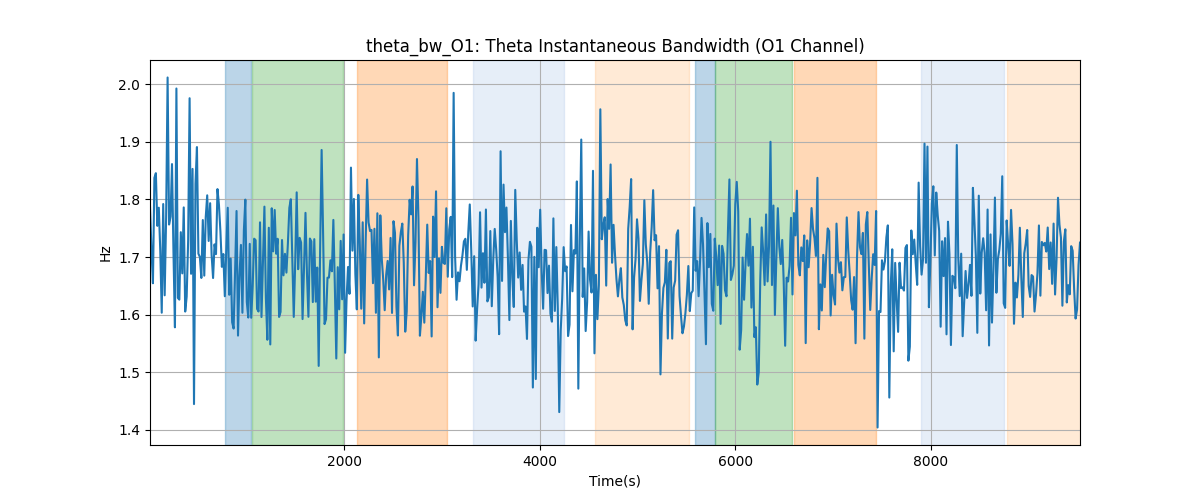 theta_bw_O1: Theta Instantaneous Bandwidth (O1 Channel)
2.0
1.9
1.8
1.7
1.6
1.5
1.4
Hz
2000 4000 6000 8000
Time(s)